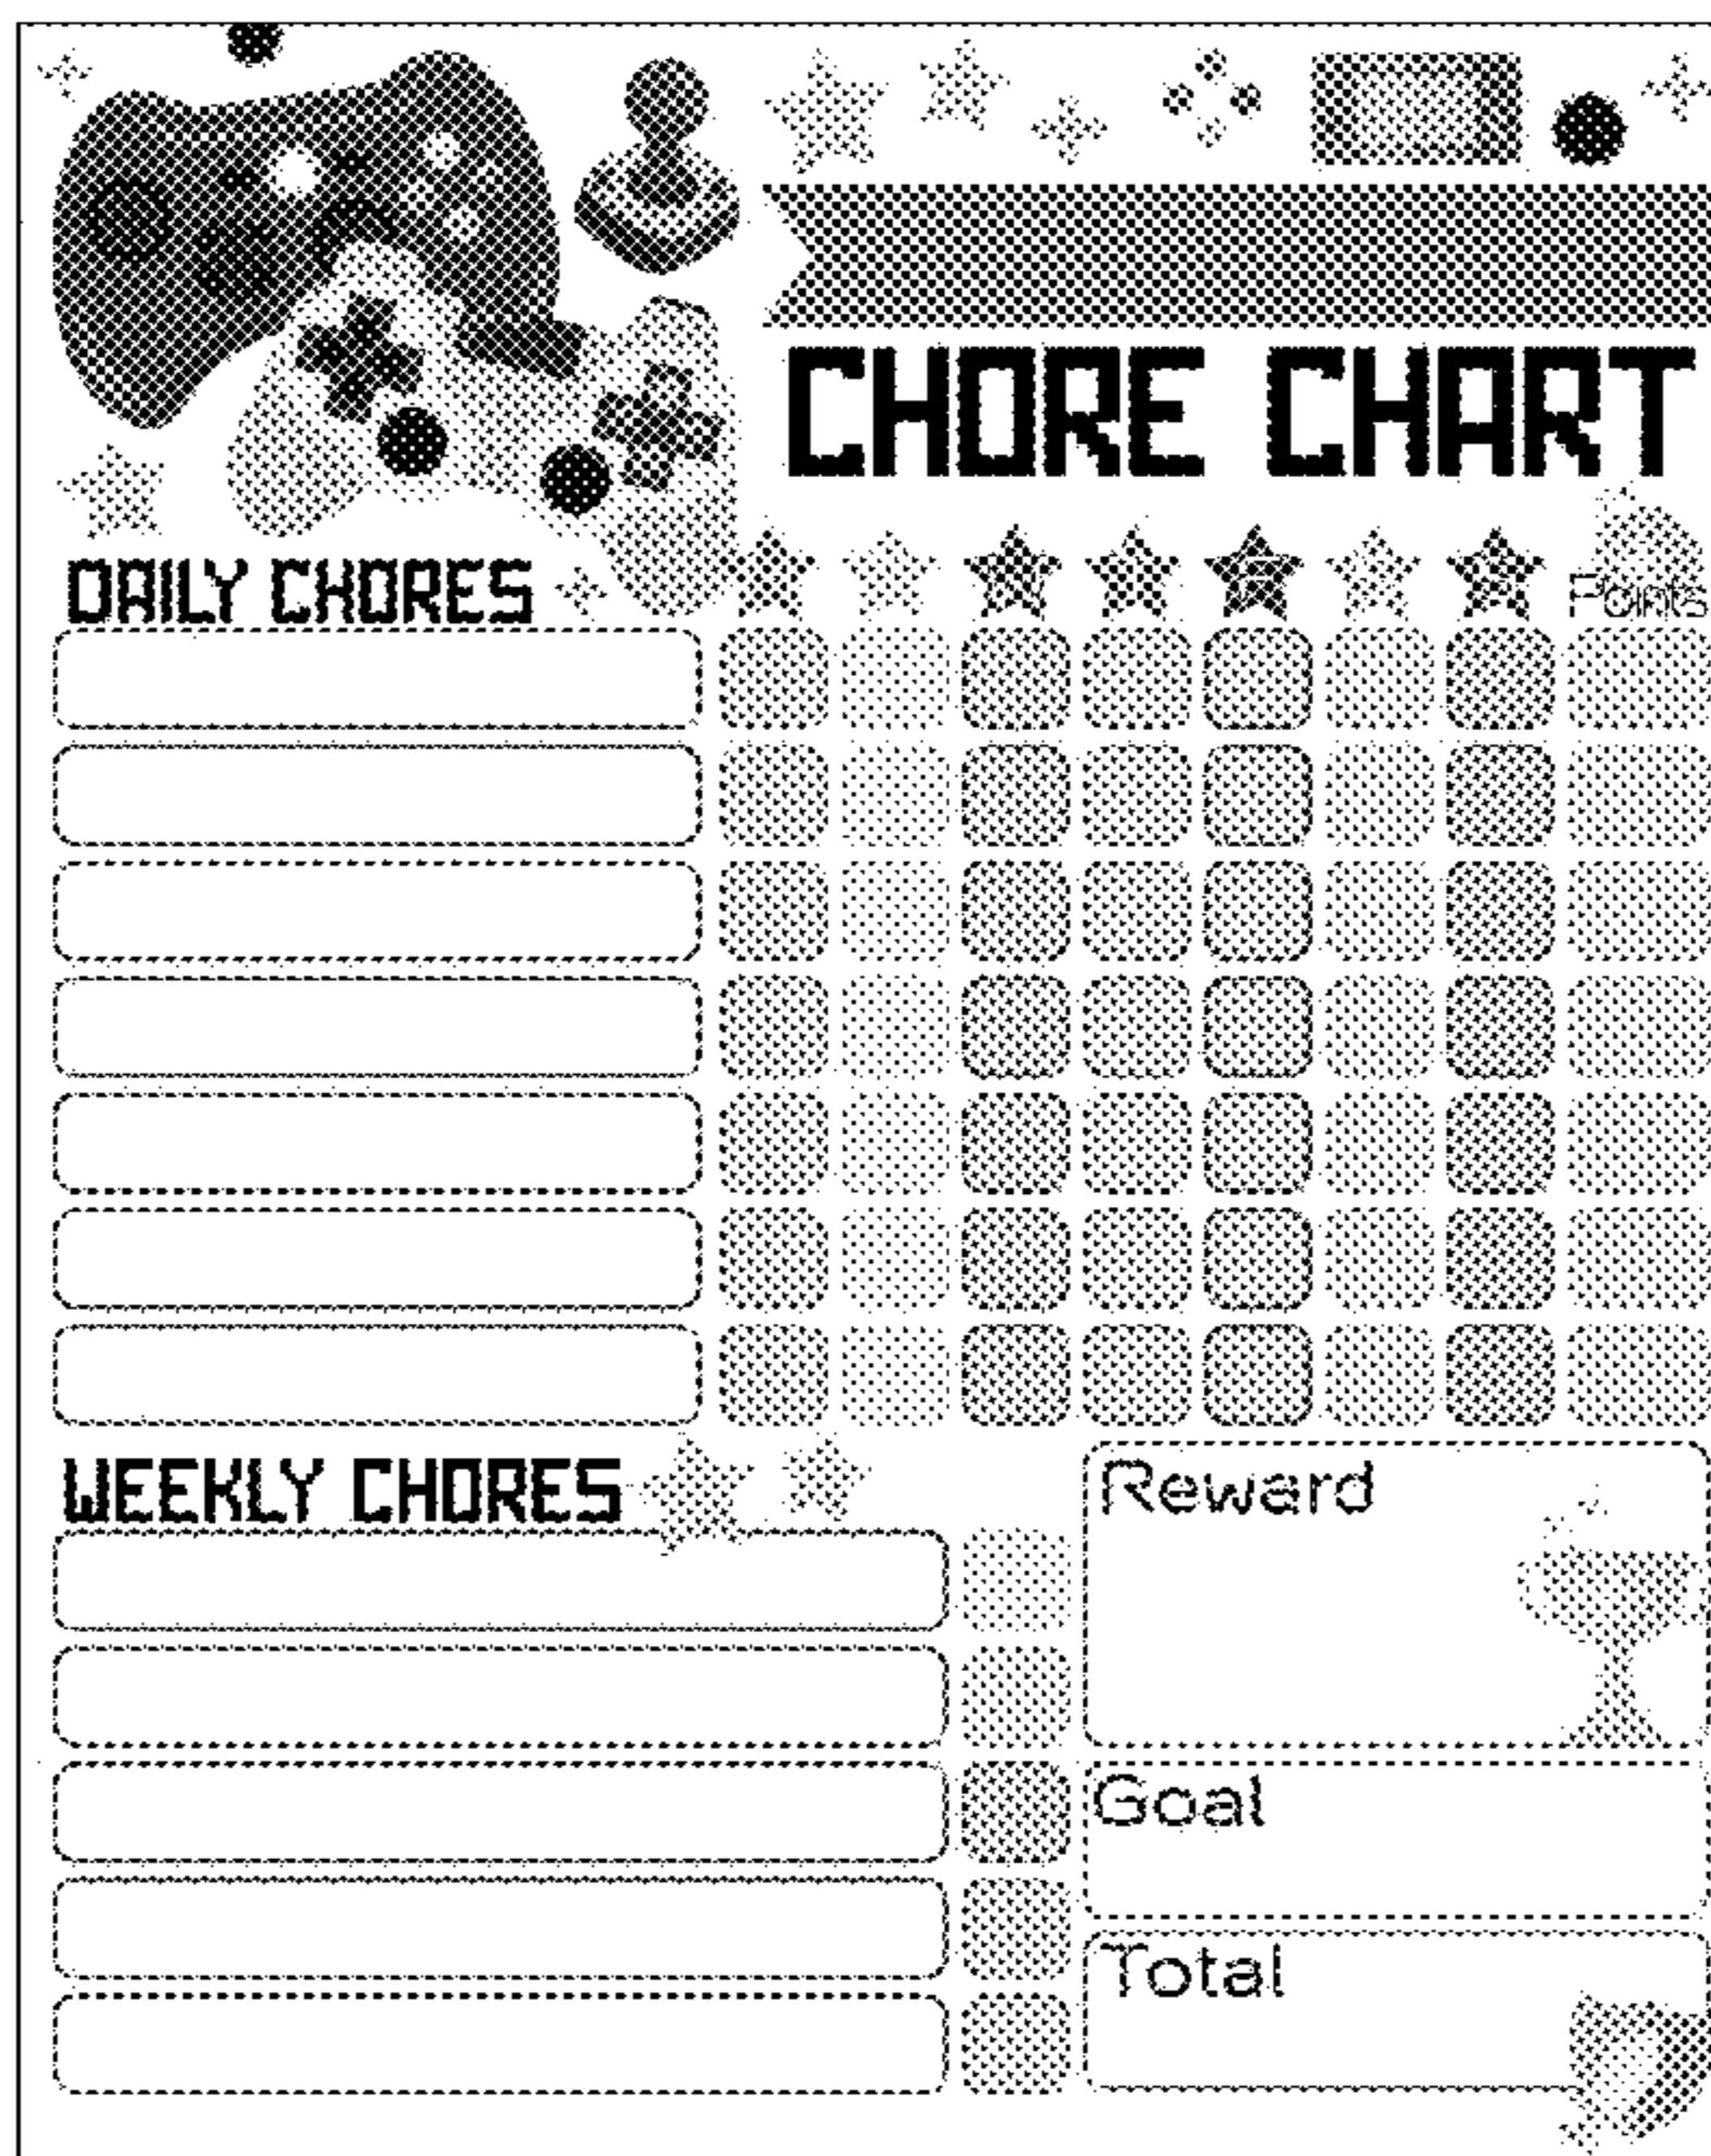 CHORE CHART
DAILY CHORES
Points
WEEKLY CHORES
Reward
Goal
Total